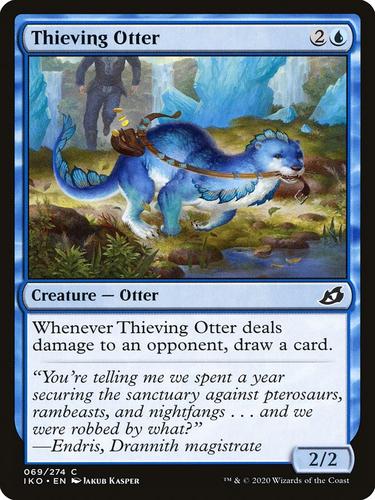 Thieving Otter 2
Creature — Otter
Whenever Thieving Otter deals
damage to an opponent, draw a card.
"You're telling me we spent a year
securing the sanctuary against pterosaurs,
rambeasts, and nightfangs . . . and we
were robbed by what?"
—Endris, Drannith magistrate
2/2
069/274 C
IKO • EN Jakub Kasper
™ & © 2020 Wizards of the Coast